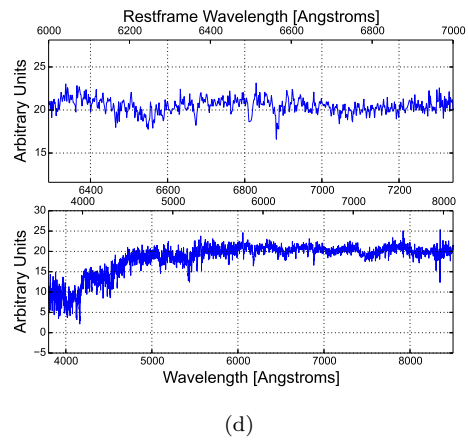 Restframe Wavelength [Angstroms]
6000 6200 6400 6600 6800 7000
Arbitrary Units
25
20
15
6400 6600 6800 7000 7200
4000 5000 6000 7000 8000
Arbitrary Units
30
25
20
15
10
5
0
−5
4000 5000 6000 7000 8000
Wavelength [Angstroms]
(d)